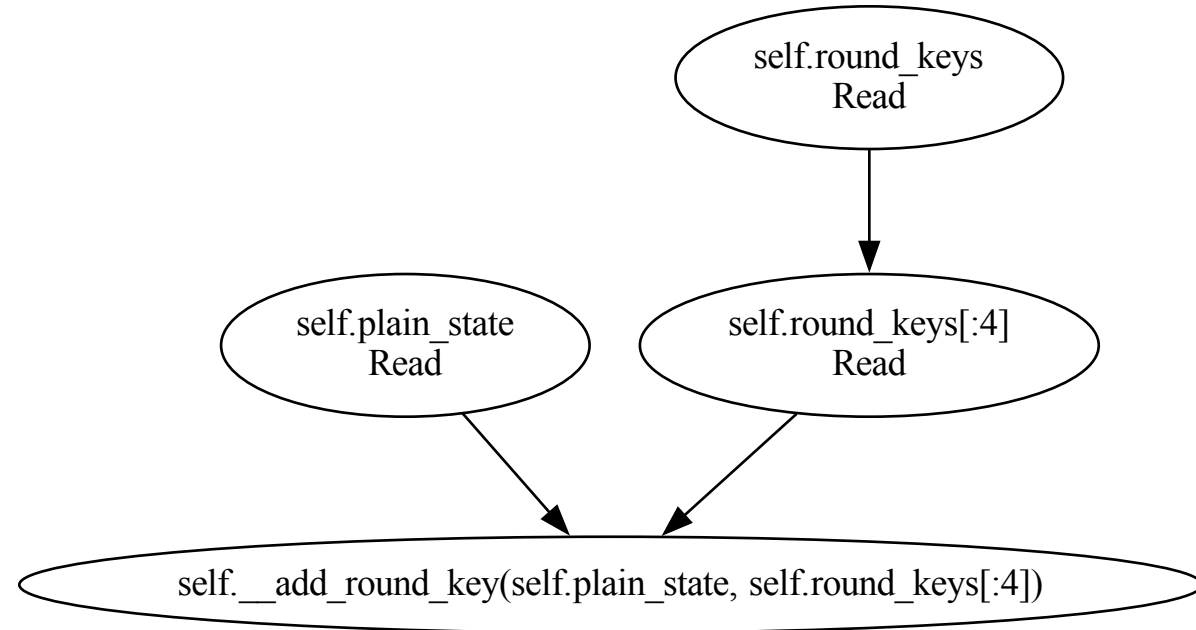 self.round_keys
Read
self.plain_state
Read
self.round_keys[:4]
Read
self.__add_round_key(self.plain_state, self.round_keys[:4])